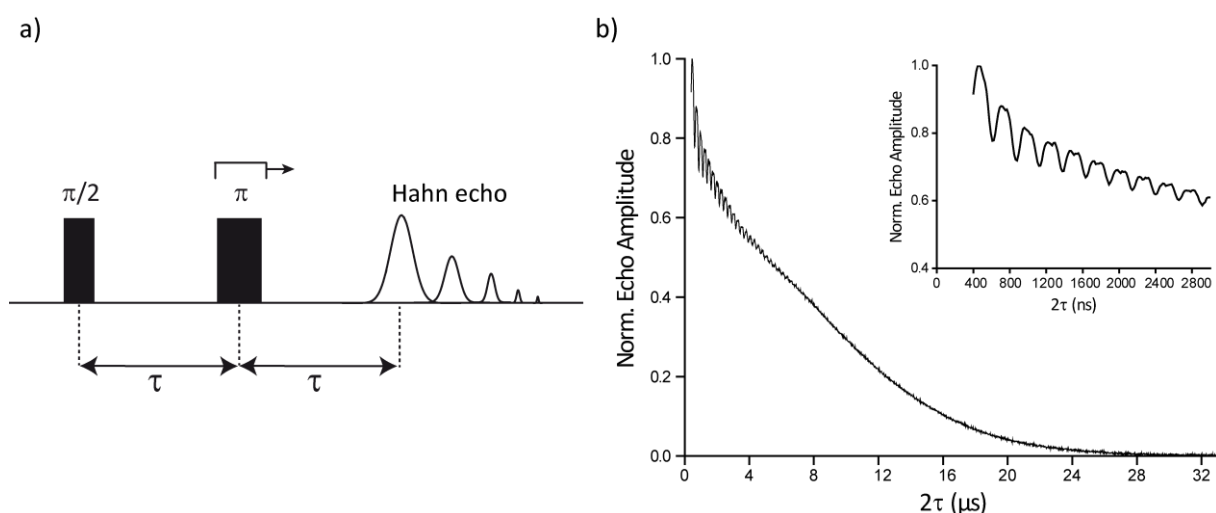 a)
π/2
π
Hahn echo
τ
τ
b)
Norm. Echo Amplitude
1.0
0.8
0.6
0.4
0.2
0.0
0 4 8 12 16 20 24 28 32
2τ (µs)
Norm. Echo Amplitude
1.0
0.8
0.6
0.4
0 400 800 1200 1600 2000 2400 2800
2τ (ns)